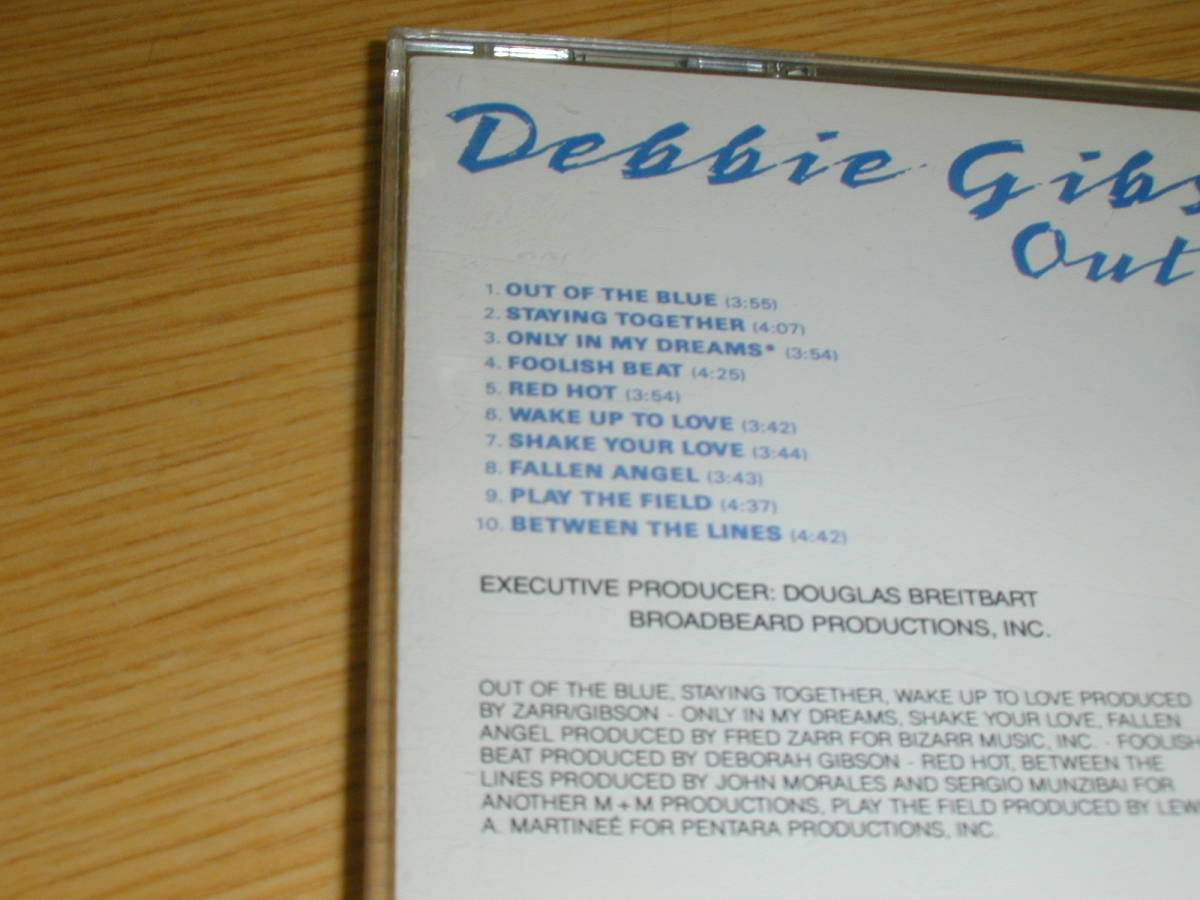 Debbie Gibs
Out
1. OUT OF THE BLUE (3:55)
2. STAYING TOGETHER (4:07)
3. ONLY IN MY DREAMS* (3:54)
4. FOOLISH BEAT (4:25)
5. RED HOT (3:54)
6. WAKE UP TO LOVE (3:42)
7. SHAKE YOUR LOVE (3:44)
8. FALLEN ANGEL (3:43)
9. PLAY THE FIELD (4:37)
10. BETWEEN THE LINES (4:42)
EXECUTIVE PRODUCER: DOUGLAS BREITBART
BROADBEARD PRODUCTIONS, INC.
OUT OF THE BLUE, STAYING TOGETHER, WAKE UP TO LOVE PRODUCED
BY ZARR/GIBSON - ONLY IN MY DREAMS, SHAKE YOUR LOVE, FALLEN
ANGEL PRODUCED BY FRED ZARR FOR BIZARR MUSIC, INC. - FOOLISH
BEAT PRODUCED BY DEBORAH GIBSON - RED HOT, BETWEEN THE
LINES PRODUCED BY JOHN MORALES AND SERGIO MUNZIBAI FOR
ANOTHER M + M PRODUCTIONS, PLAY THE FIELD PRODUCED BY LEW
A. MARTINEÉ FOR PENTARA PRODUCTIONS, INC.